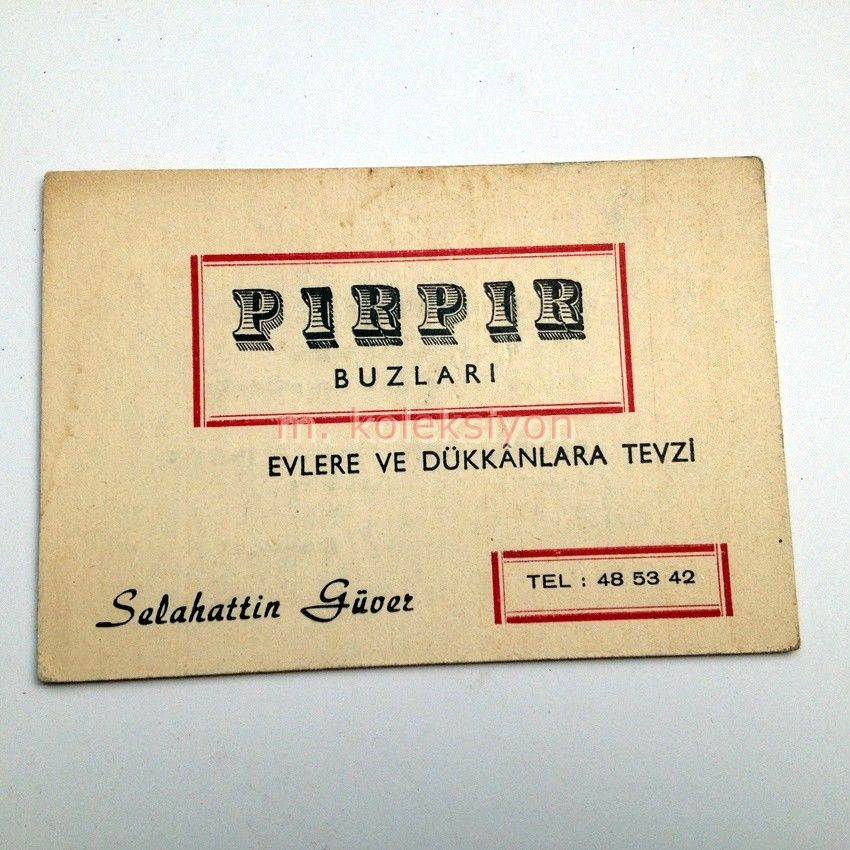 PIRPIR
BUZLARI
m. koleksiyon
EVLERE VE DÜKKÂNLARA TEVZİ
Selahattin Güver
TEL : 48 53 42